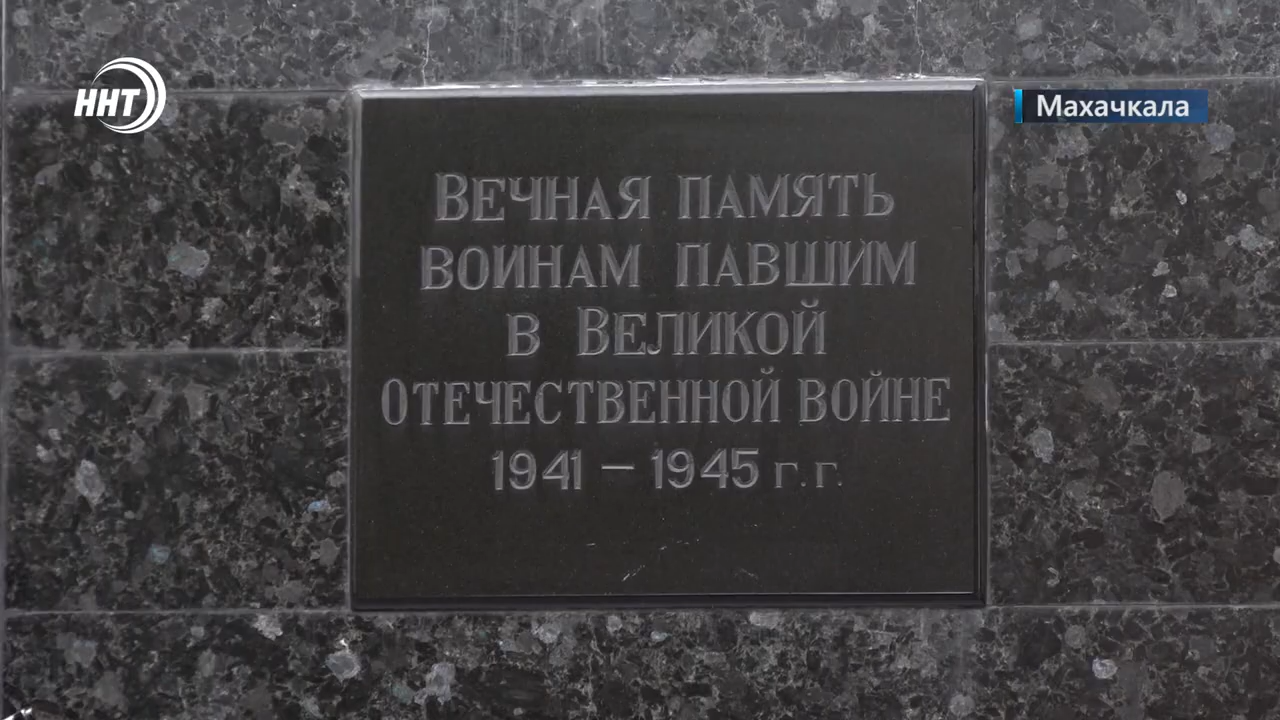 ННТ
Махачкала
Вечная память
воинам павшим
в Великой
Отечественной войне
1941 – 1945 г.г.